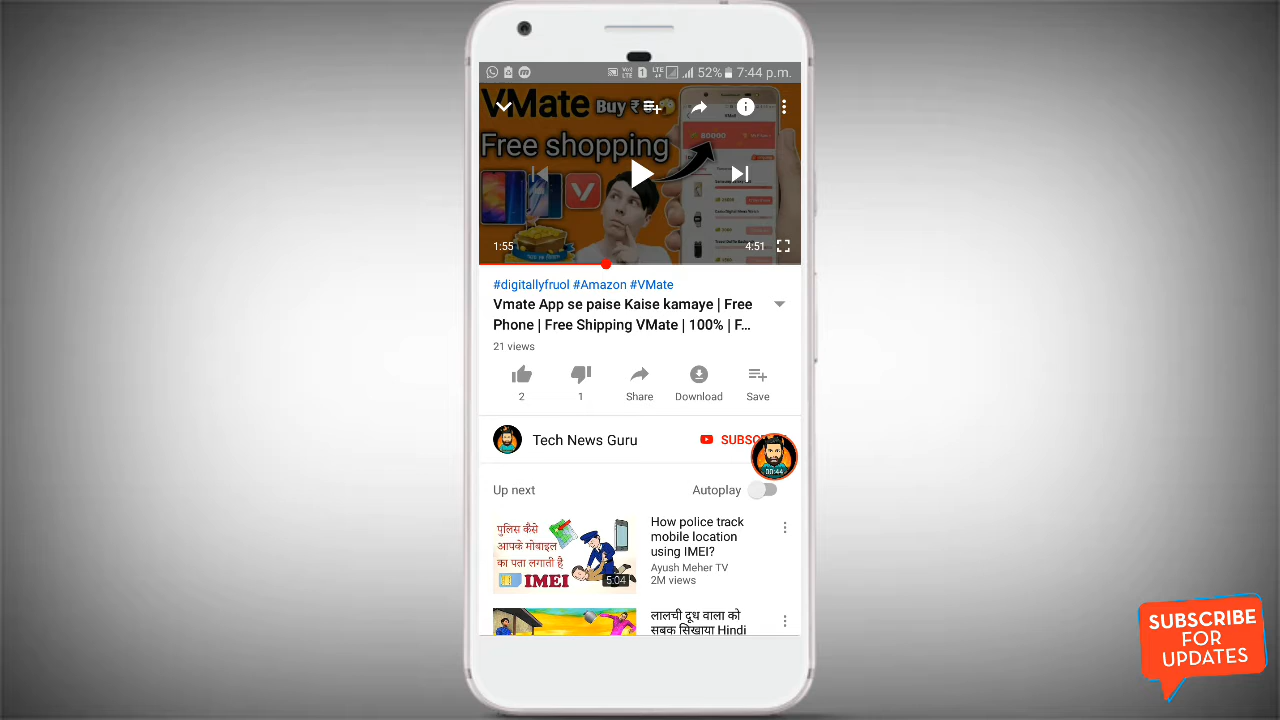 52% 7:44 p.m.
VMate Buy ₹
Free shopping
80000
1:55
4:51
#digitallyfruol #Amazon #VMate
Vmate App se paise Kaise kamaye | Free
Phone | Free Shipping VMate | 100% | F...
21 views
2
1
Share
Download
Save
Tech News Guru
SUBSC
00:44
Up next
Autoplay
पुलिस कैसे
आपके मोबाइल
का पता लगाती है
IMEI
5:04
How police track
mobile location
using IMEI?
Ayush Meher TV
2M views
लालची दूध वाला को
सबक सिखाया Hindi
SUBSCRIBE
FOR
UPDATES